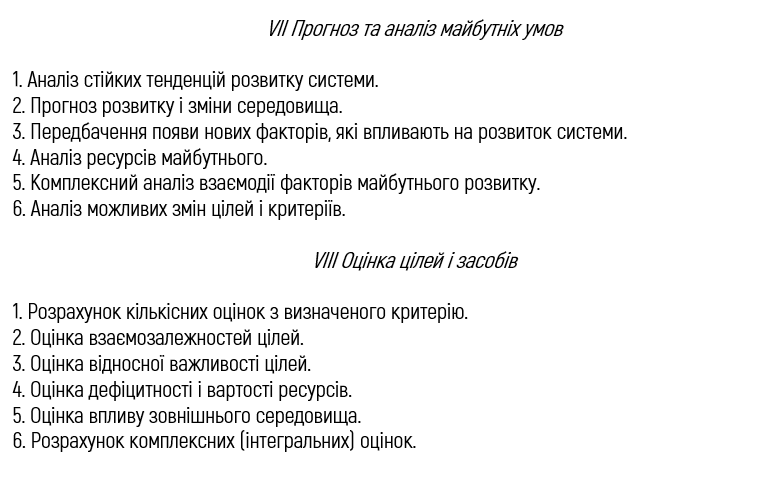 VII Прогноз та аналіз майбутніх умов
1. Аналіз стійких тенденцій розвитку системи.
2. Прогноз розвитку і зміни середовища.
3. Передбачення появи нових факторів, які впливають на розвиток системи.
4. Аналіз ресурсів майбутнього.
5. Комплексний аналіз взаємодії факторів майбутнього розвитку.
6. Аналіз можливих змін цілей і критеріїв.
VIII Оцінка цілей і засобів
1. Розрахунок кількісних оцінок з визначеного критерію.
2. Оцінка взаємозалежностей цілей.
3. Оцінка відносної важливості цілей.
4. Оцінка дефіцитності і вартості ресурсів.
5. Оцінка впливу зовнішнього середовища.
6. Розрахунок комплексних (інтегральних) оцінок.